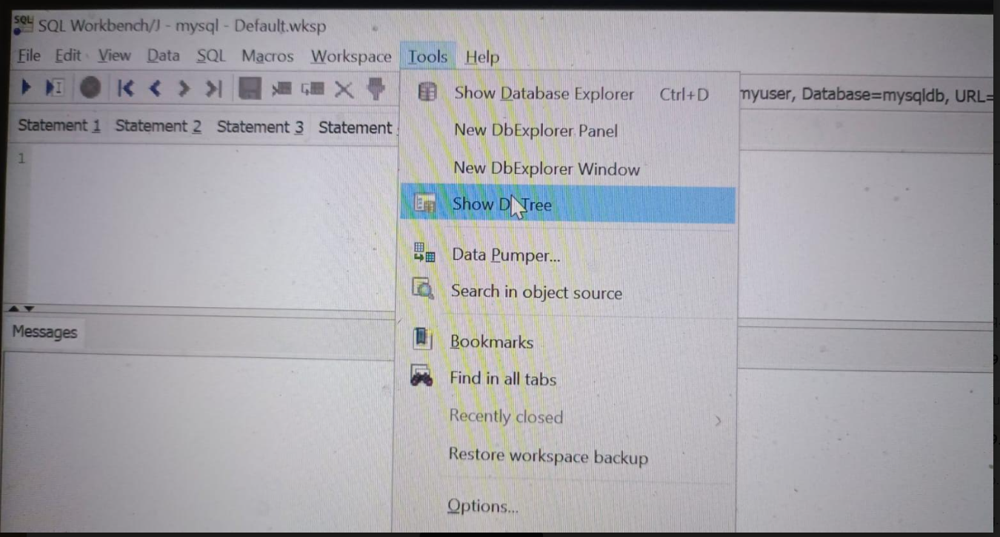 SQL SQL Workbench/J - mysql - Default.wksp
File Edit View Data SQL Macros Workspace Tools Help
Show Database Explorer Ctrl+D
myuser, Database=mysqldb, URL=
Statement 1 Statement 2 Statement 3 Statement
New DbExplorer Panel
1
New DbExplorer Window
Show Tree
Data Pumper...
Search in object source
Messages
Bookmarks
Find in all tabs
Recently closed
Restore workspace backup
Options...